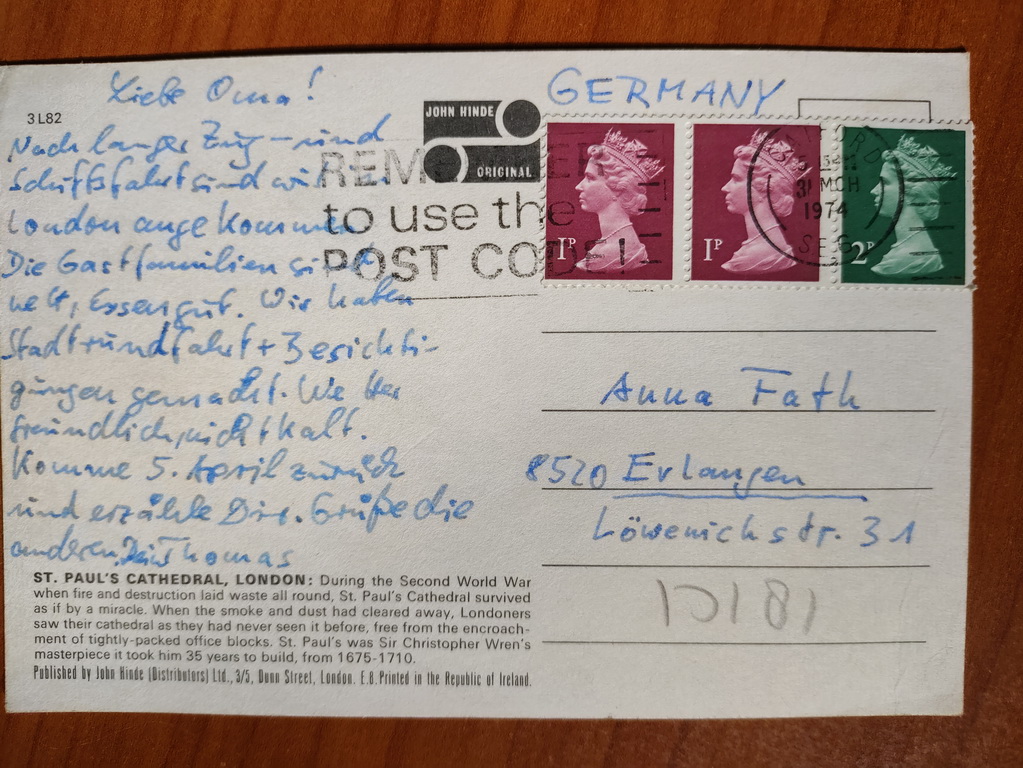 Liebe Oma!
3L82
Nach langer Zug- und
Schiffsfahrt sind wir in
London angekommen.
Die Gastfamilien sind
nett, Essen gut. Wir haben
Stadtrundfahrt + Besichti-
gungen gemacht. Wetter
freundlich, nicht kalt.
Komme 5. April zurück
und erzähle Dir. Grüße die
anderen. Dein Thomas
ST. PAUL'S CATHEDRAL, LONDON: During the Second World War
when fire and destruction laid waste all round, St. Paul's Cathedral survived
as if by a miracle. When the smoke and dust had cleared away, Londoners
saw their cathedral as they had never seen it before, free from the encroach-
ment of tightly-packed office blocks. St. Paul's was Sir Christopher Wren's
masterpiece it took him 35 years to build, from 1675-1710.
Published by John Hinde (Distributors) Ltd., 3/5, Dunn Street, London. E.8. Printed in the Republic of Ireland.
JOHN HINDE
ORIGINAL
REMEMBER
to use the
POST CODE!
GERMANY
1P
1P
2P
31 MCH
1974
SE6
Anna Fath
8520 Erlangen
Löwenichstr. 31